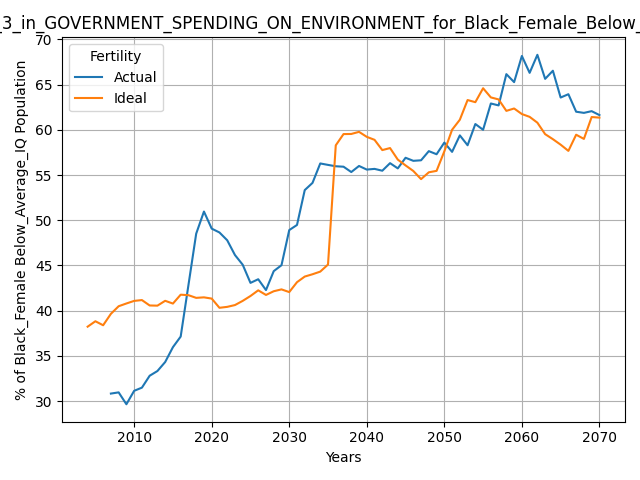 _3_in_GOVERNMENT_SPENDING_ON_ENVIRONMENT_for_Black_Female_Below_
70
65
60
55
50
45
40
35
30
% of Black_Female Below_Average_IQ Population
Fertility
Actual
Ideal
2010 2020 2030 2040 2050 2060 2070
Years